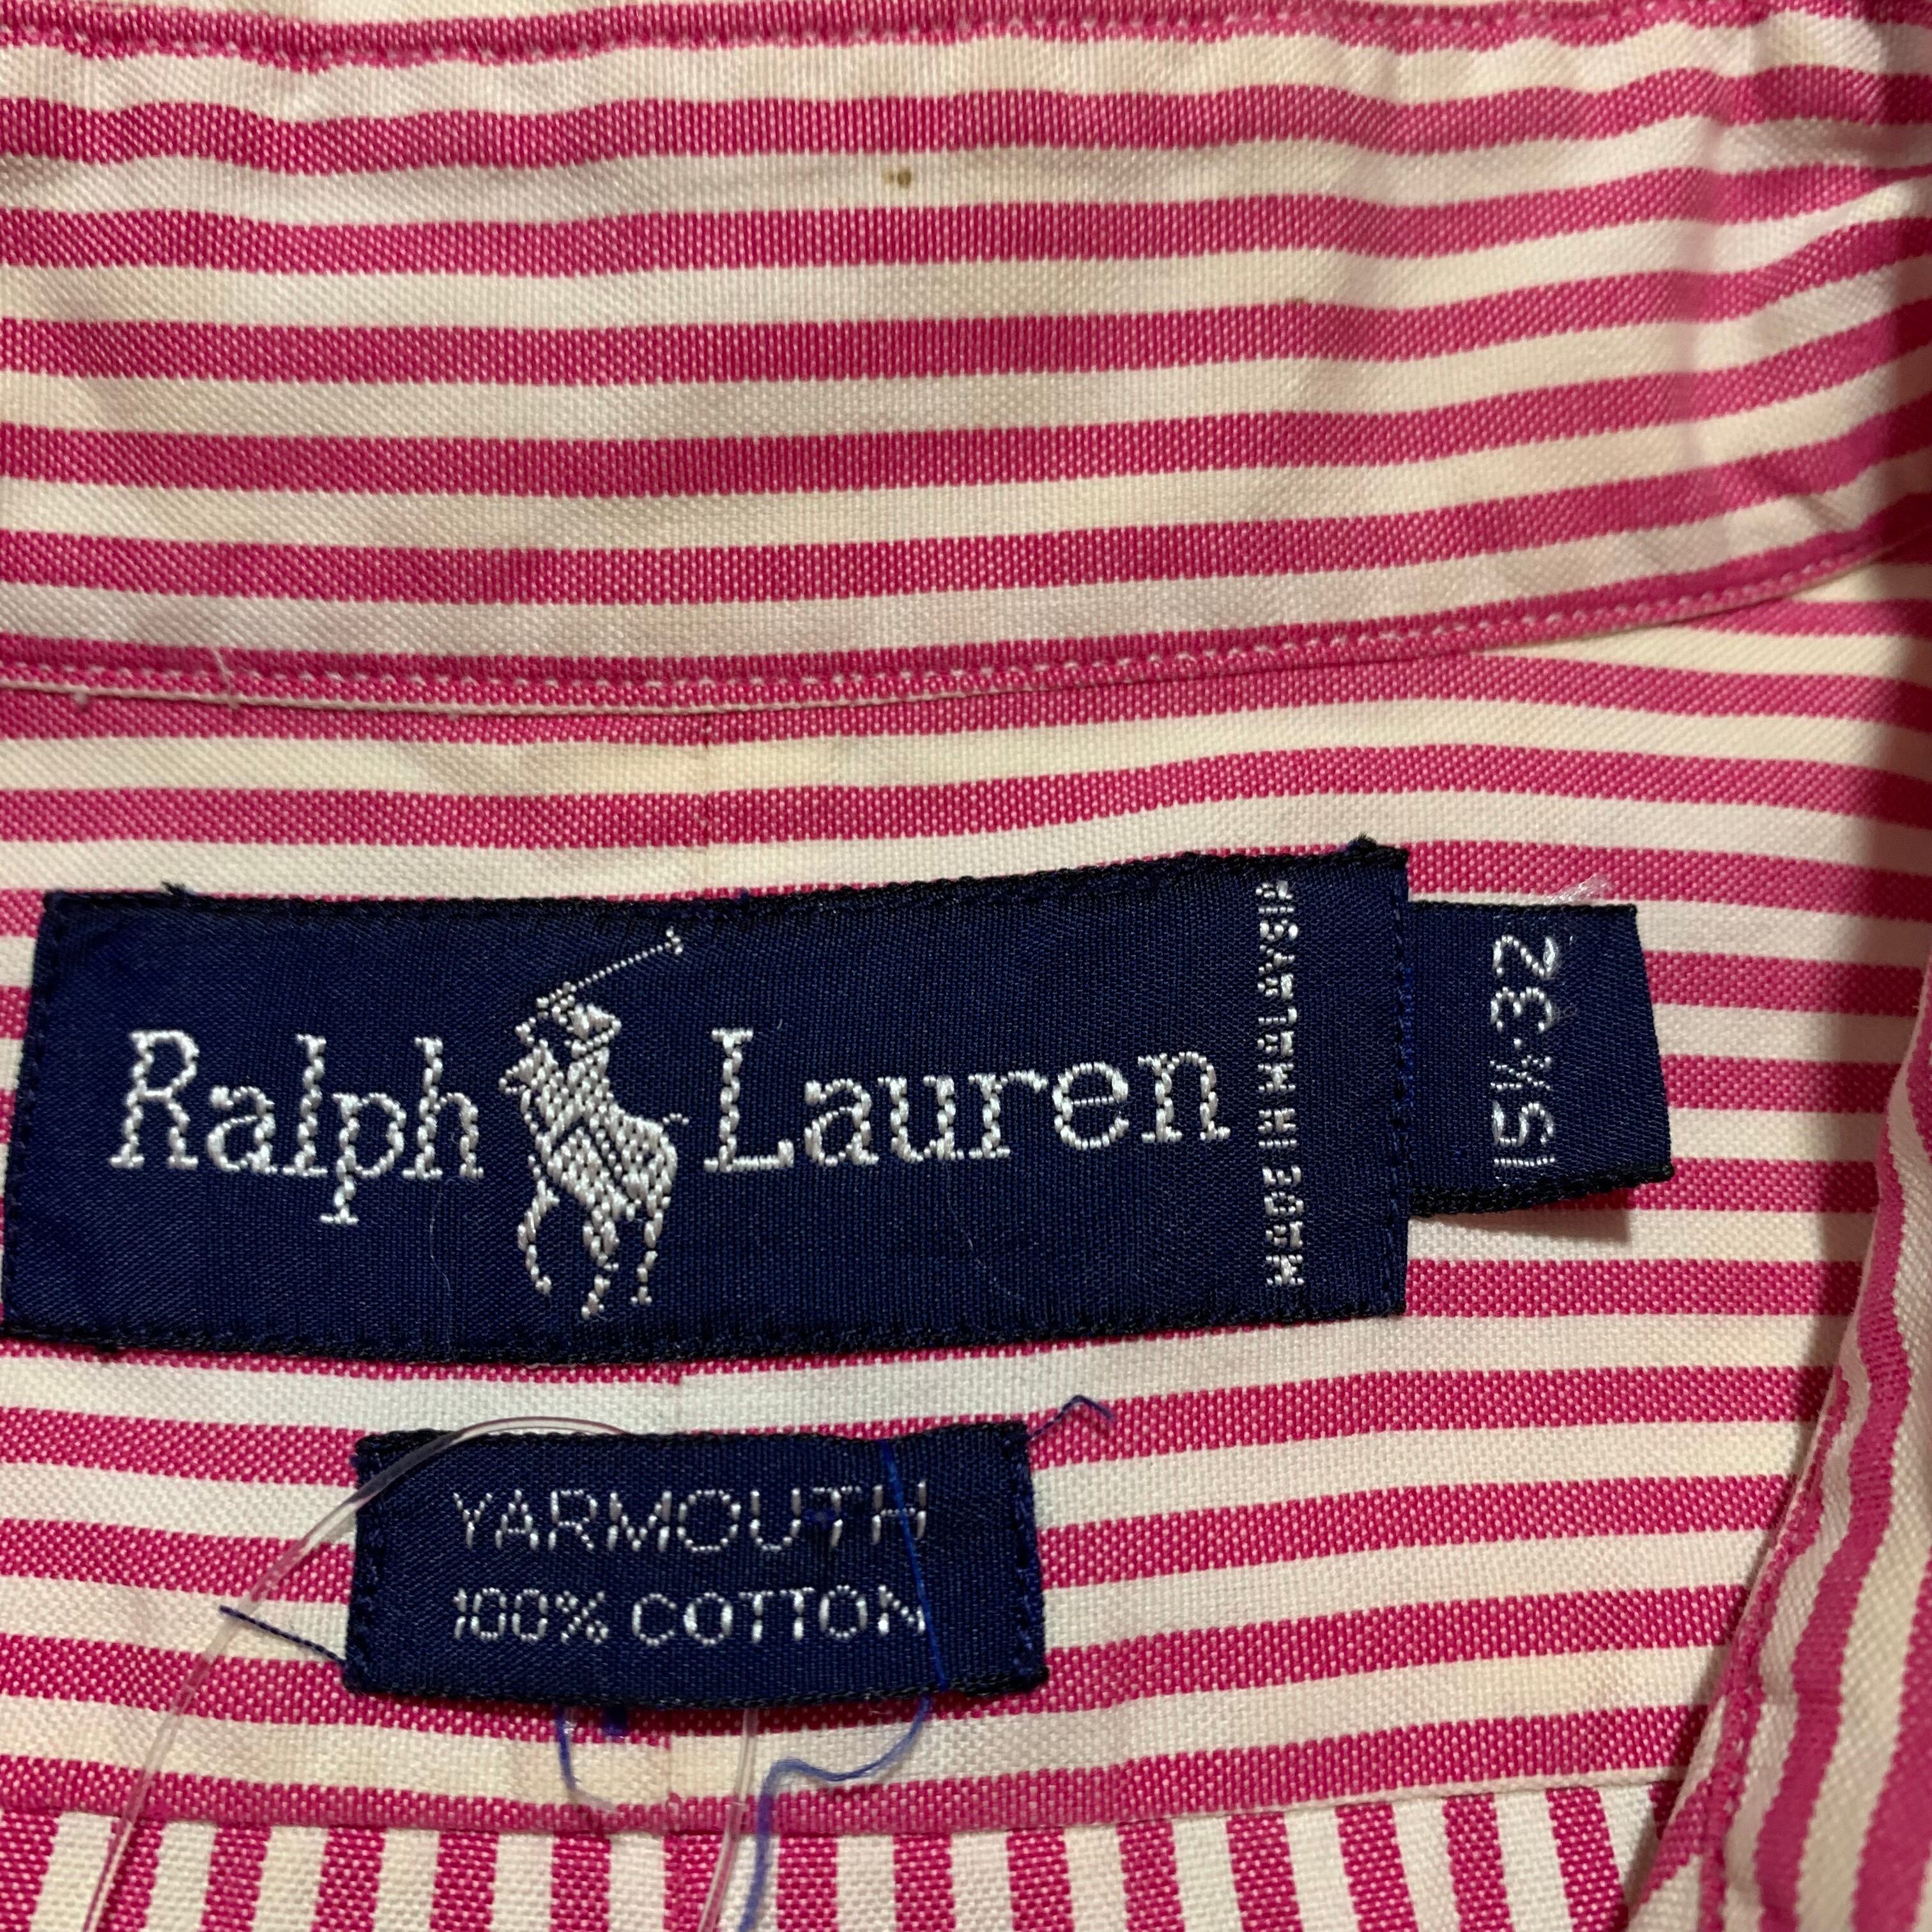 Ralph Lauren
MADE IN MALAYSIA
15½·32
YARMOUTH
100% COTTON